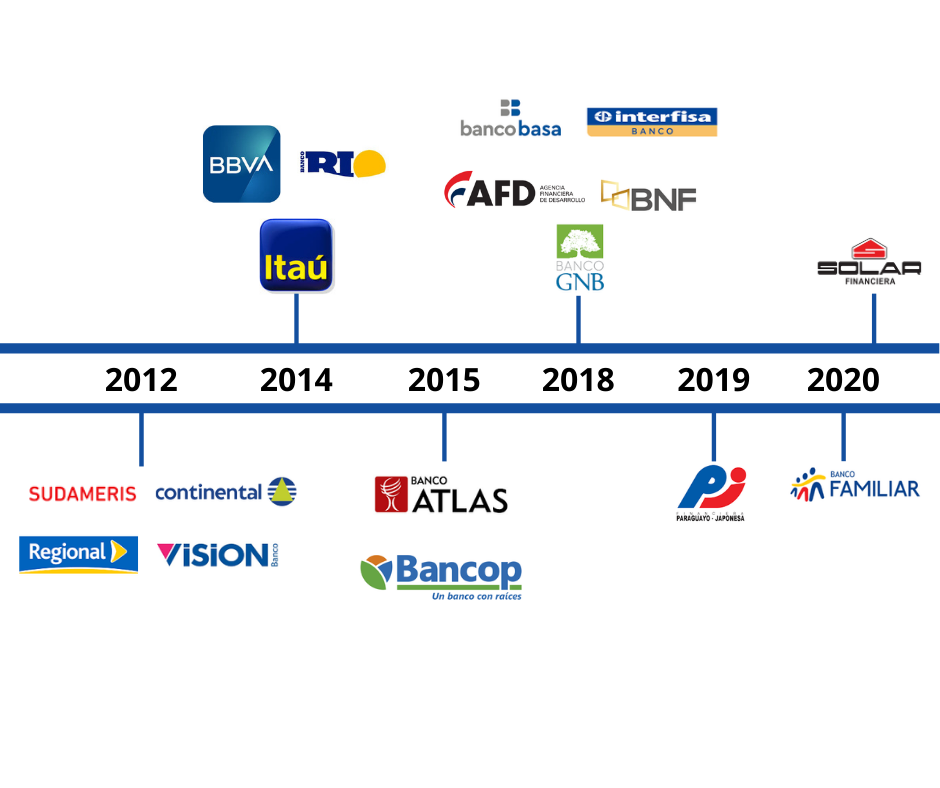 bancobasa
interfisa
BANCO
BBVA
BANCO
RIO
AFD
AGENCIA
FINANCIERA
DE DESARROLLO
BNF
Itaú
BANCO
GNB
SOLAR
FINANCIERA
2012 2014 2015 2018 2019 2020
SUDAMERIS
continental
Regional
VISION
Banco
BANCO
ATLAS
Bancop
Un banco con raíces
FINANCIERA
PARAGUAYO - JAPONESA
BANCO
FAMILIAR